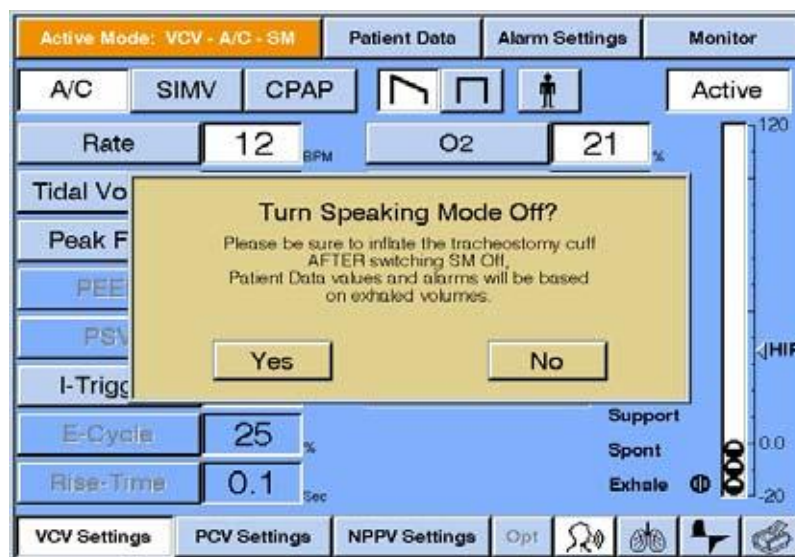 Active Mode: VCV - A/C - SM
Patient Data
Alarm Settings
Monitor
A/C
SIMV
CPAP
Active
Rate
12
BPM
O2
21
%
120
Tidal Vo
Turn Speaking Mode Off?
Peak F
Please be sure to inflate the tracheostomy cuff
AFTER switching SM Off,
Patient Data values and alarms will be based
on exhaled volumes.
PEE
PSV
HIP
Yes
No
I-Trigg
Support
E-Cycle
25
%
Spont
0.0
Rise-Time
0.1
Sec
Exhale
-20
VCV Settings
PCV Settings
NPPV Settings
Opt